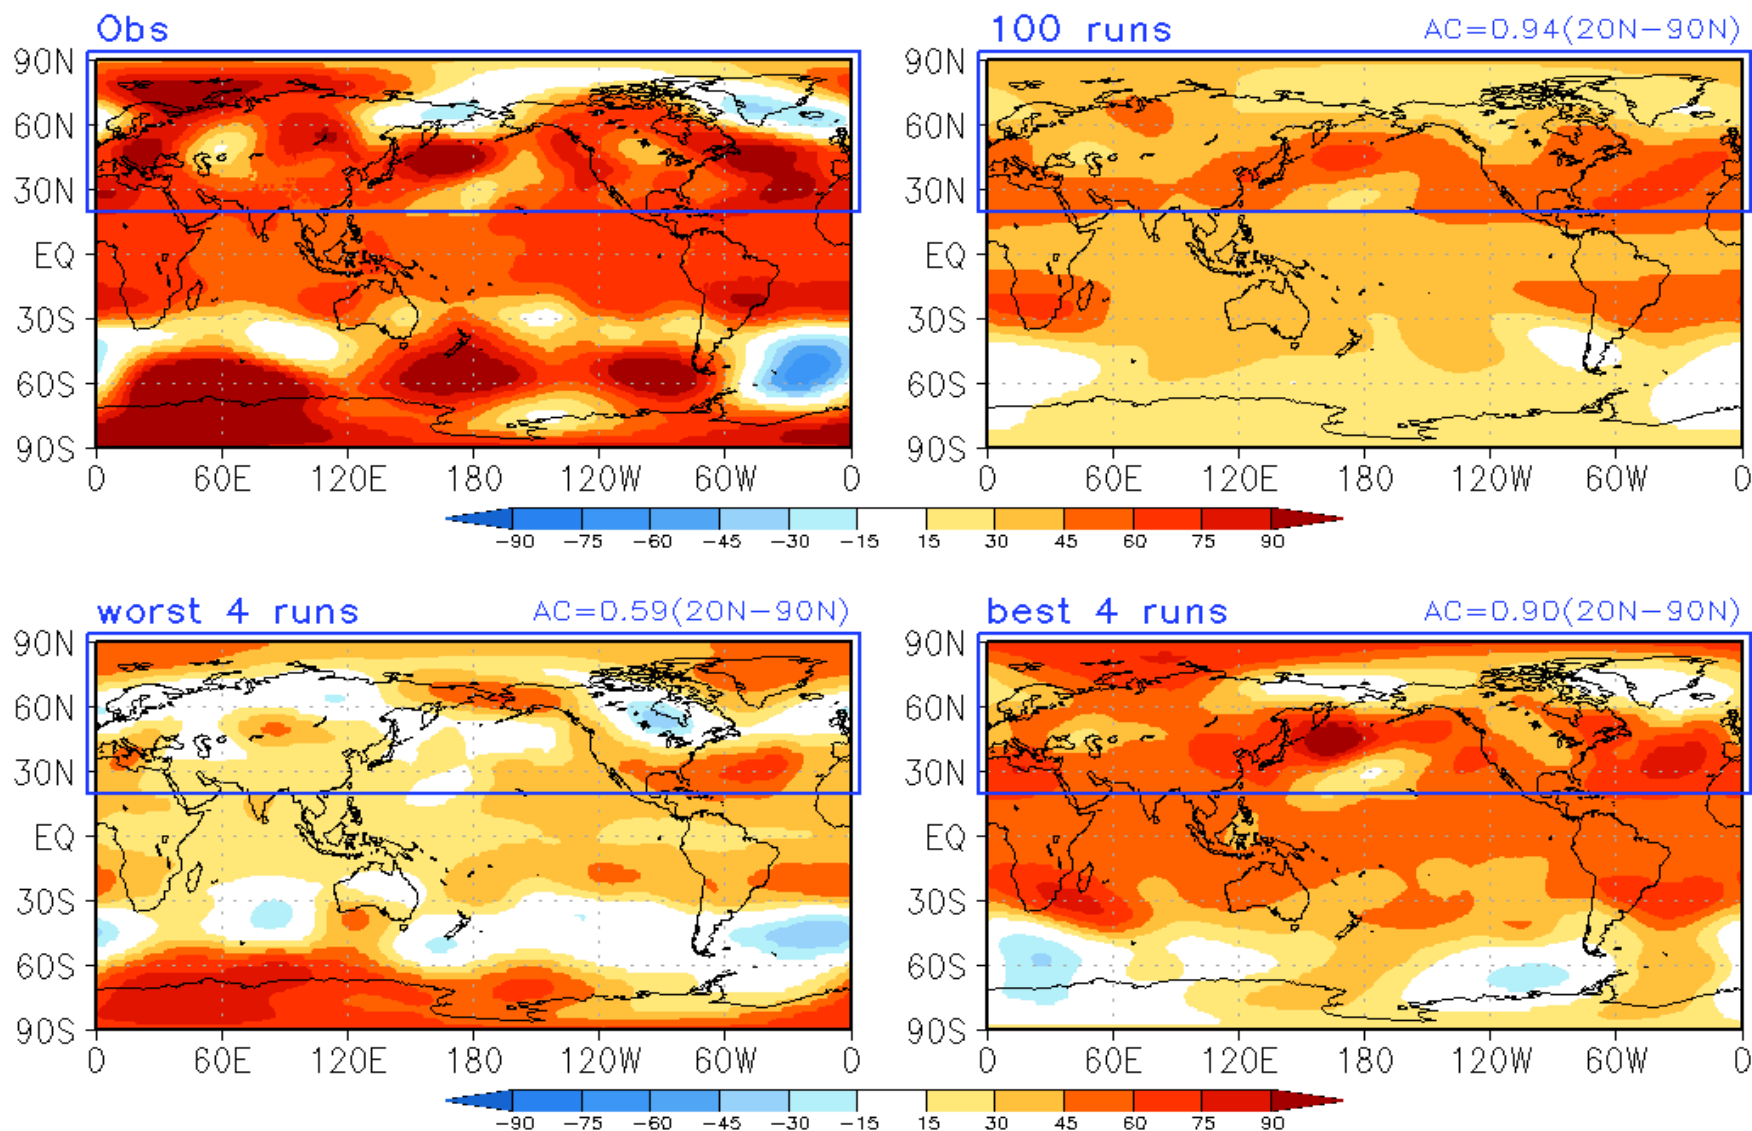 Obs
90N
60N
30N
EQ
30S
60S
90S
0 60E 120E 180 120W 60W 0
100 runs AC=0.94(20N−90N)
90N
60N
30N
EQ
30S
60S
90S
0 60E 120E 180 120W 60W 0
−90 −75 −60 −45 −30 −15 15 30 45 60 75 90
worst 4 runs AC=0.59(20N−90N)
90N
60N
30N
EQ
30S
60S
90S
0 60E 120E 180 120W 60W 0
best 4 runs AC=0.90(20N−90N)
90N
60N
30N
EQ
30S
60S
90S
0 60E 120E 180 120W 60W 0
−90 −75 −60 −45 −30 −15 15 30 45 60 75 90